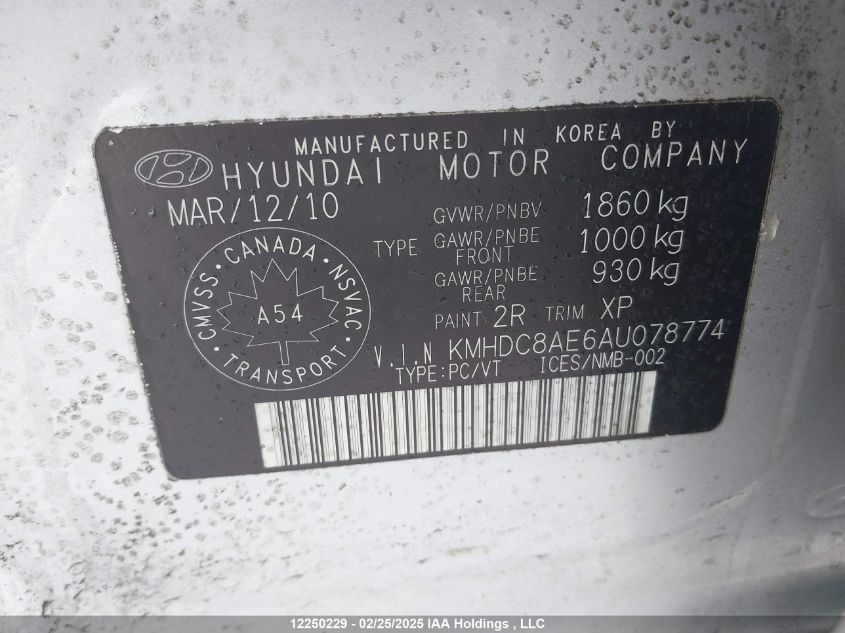 MANUFACTURED IN KOREA BY
HYUNDAI MOTOR COMPANY
MAR/12/10
GVWR/PNBV 1860 kg
TYPE GAWR/PNBE FRONT 1000 kg
GAWR/PNBE REAR 930 kg
PAINT 2R TRIM XP
V.I.N KMHDC8AE6AU078774
TYPE:PC/VT ICES/NMB-002
CMVSS · CANADA · NSVAC · TRANSPORT ·
A54
12250229 - 02/25/2025 IAA Holdings , LLC